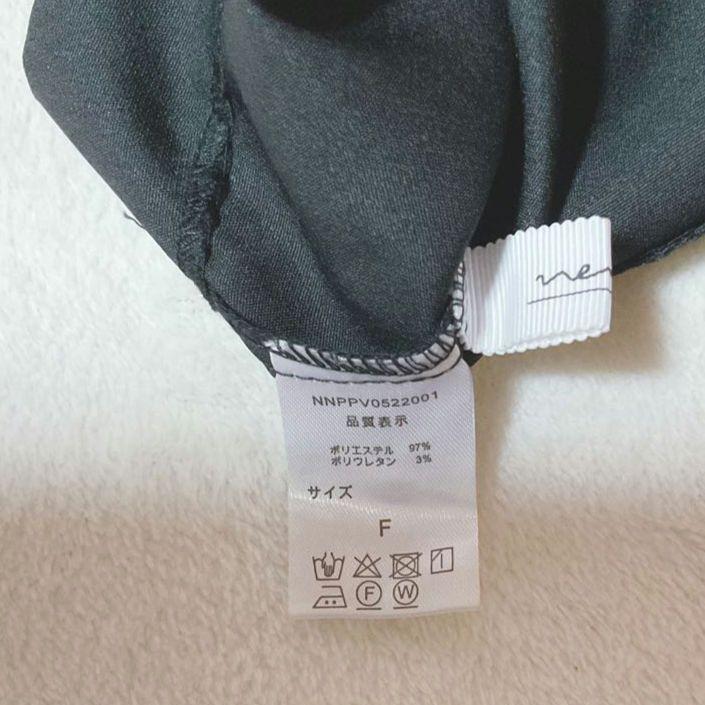 NNPPV0522001
品質表示
ポリエステル 97%
ポリウレタン 3%
サイズ
F
F W